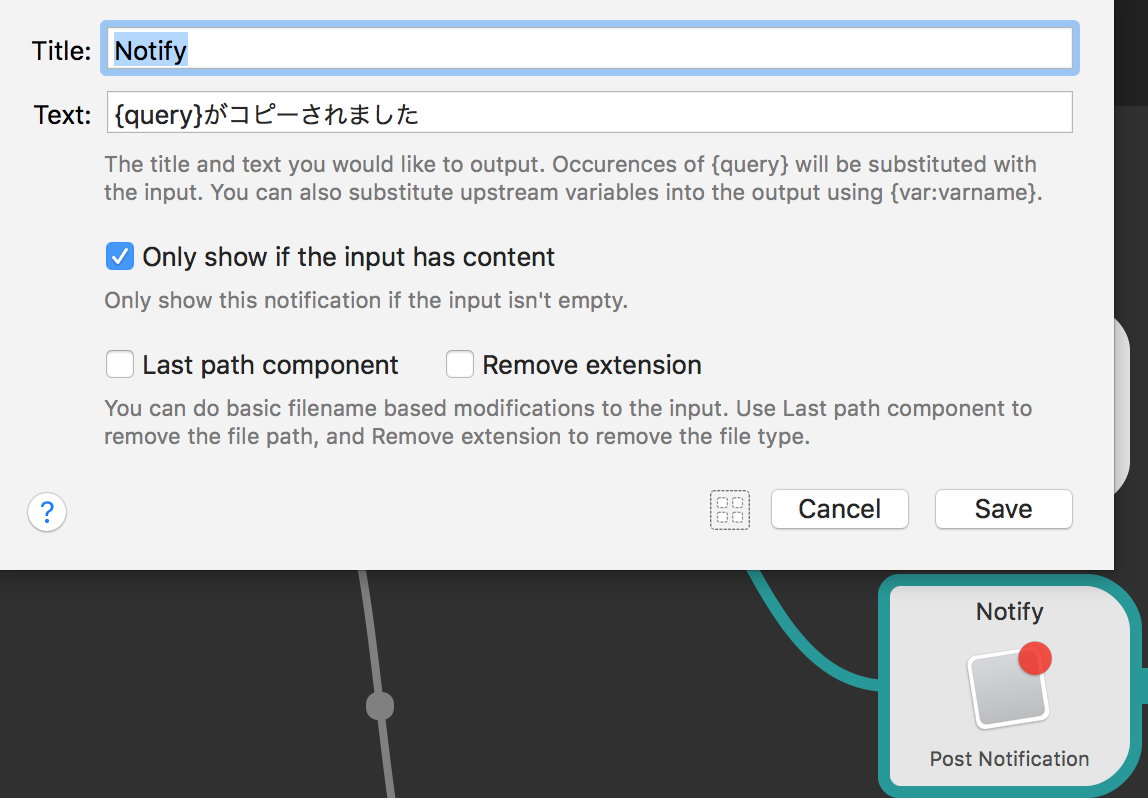 Title: Notify
Text: {query}がコピーされました
The title and text you would like to output. Occurences of {query} will be substituted with
the input. You can also substitute upstream variables into the output using {var:varname}.
Only show if the input has content
Only show this notification if the input isn't empty.
Last path component Remove extension
You can do basic filename based modifications to the input. Use Last path component to
remove the file path, and Remove extension to remove the file type.
? Cancel Save
Notify
Post Notification